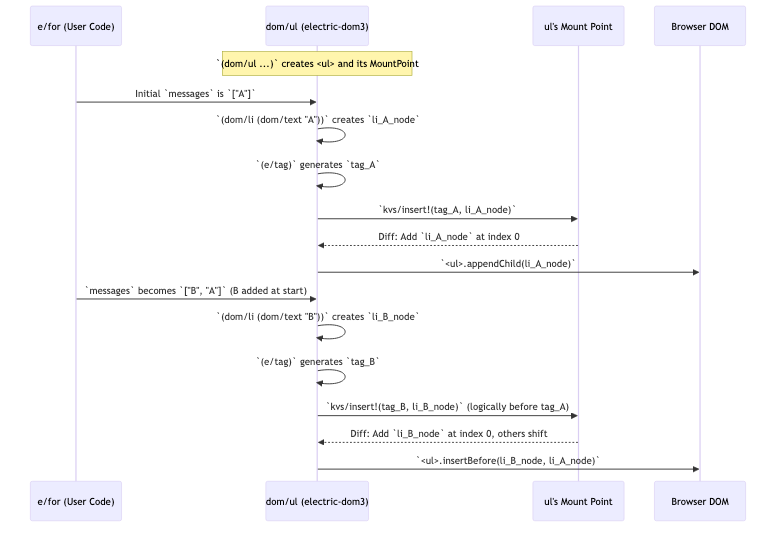 e/for (User Code)
dom/ul (electric-dom3)
ul's Mount Point
Browser DOM
`(dom/ul ...)` creates <ul> and its MountPoint
Initial `messages` is `["A"]`
`(dom/li (dom/text "A"))` creates `li_A_node`
`(e/tag)` generates `tag_A`
`kvs/insert!(tag_A, li_A_node)`
Diff: Add `li_A_node` at index 0
`<ul>.appendChild(li_A_node)`
`messages` becomes `["B", "A"]` (B added at start)
`(dom/li (dom/text "B"))` creates `li_B_node`
`(e/tag)` generates `tag_B`
`kvs/insert!(tag_B, li_B_node)` (logically before tag_A)
Diff: Add `li_B_node` at index 0, others shift
`<ul>.insertBefore(li_B_node, li_A_node)`
e/for (User Code)
dom/ul (electric-dom3)
ul's Mount Point
Browser DOM